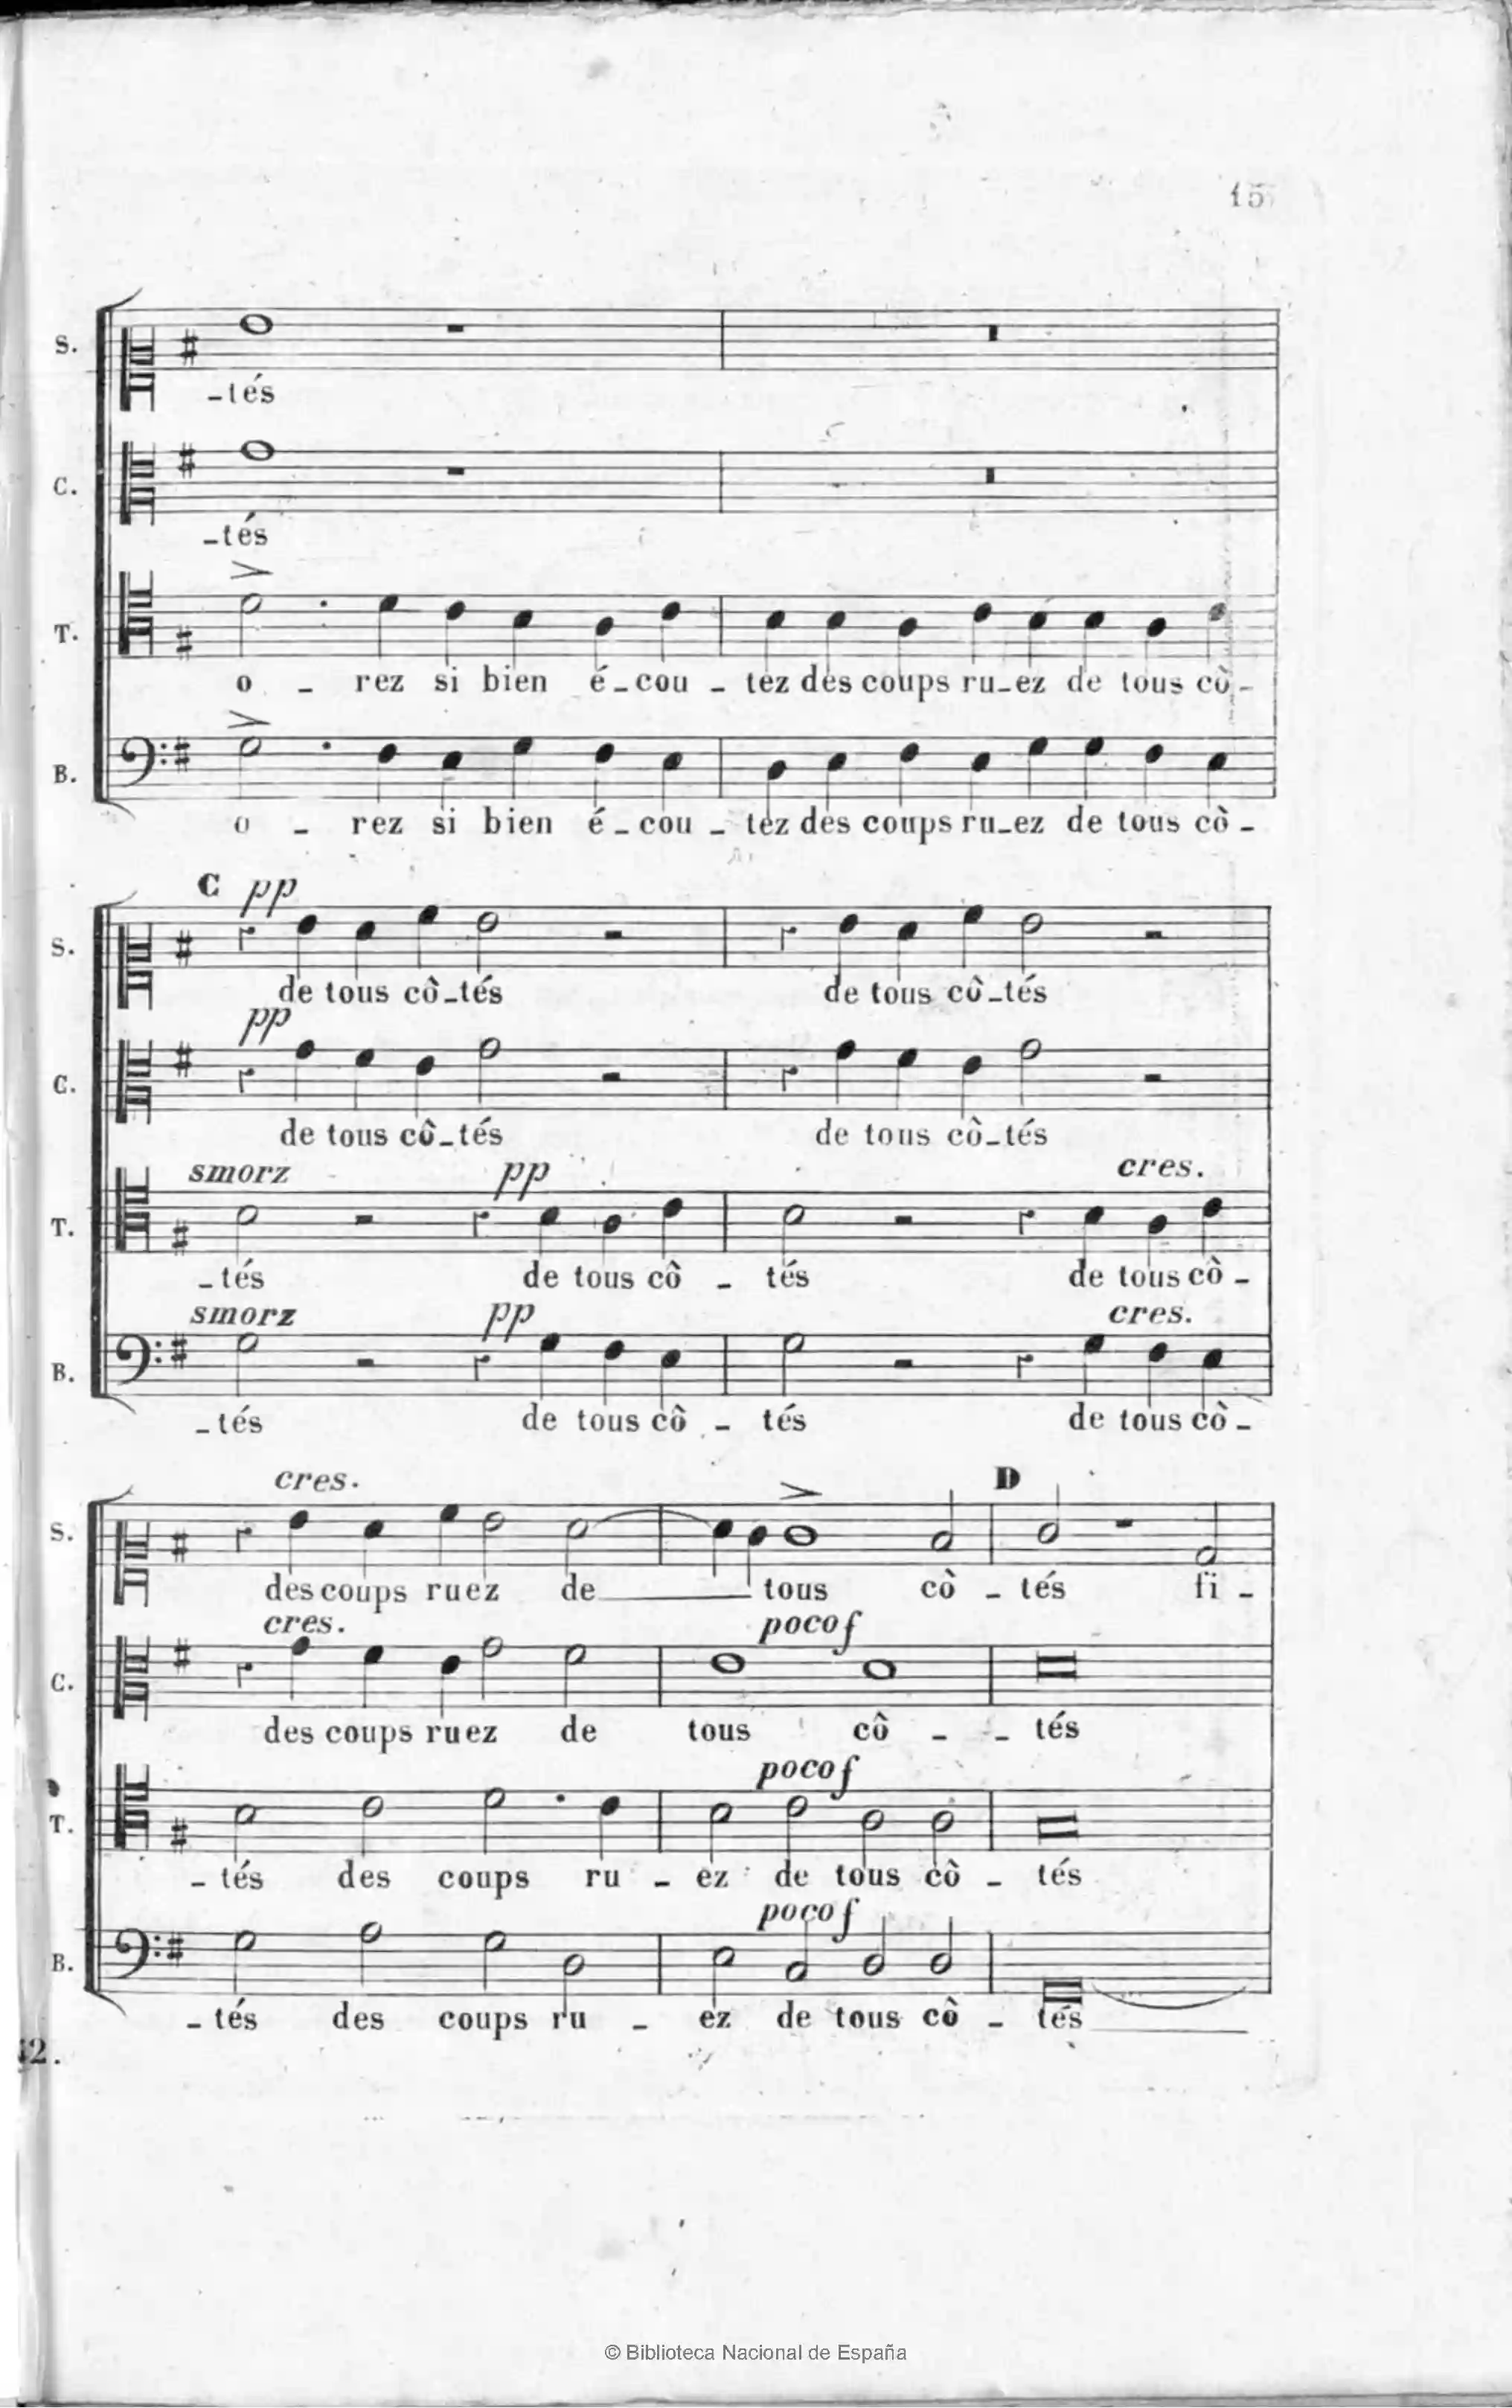 15
S.
-tés
C.
-tés
T.
o - rez si bien é-cou - tez des coups ru-ez de tous cô-
B.
o - rez si bien é-cou - tez des coups ru-ez de tous cô-
C pp
S.
de tous cô-tés de tous cô-tés
pp
C.
de tous cô-tés de tous cô-tés
smorz pp cres.
T.
-tés de tous cô - tés de tous cô-
smorz pp cres.
B.
-tés de tous cô - tés de tous cô-
cres. D
S.
des coups ruez de tous cô - tés fi-
cres. poco f
C.
des coups ruez de tous cô - - tés
poco f
T.
- tés des coups ru - ez de tous cô - tés
poco f
B.
- tés des coups ru - ez de tous cô - tés
2.
© Biblioteca Nacional de España